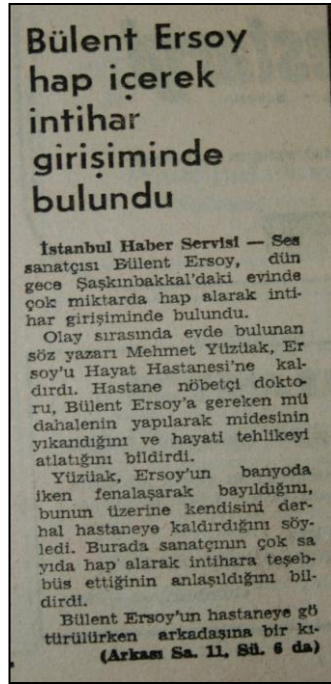 Bülent Ersoy
hap içerek
intihar
girişiminde
bulundu
İstanbul Haber Servisi — Ses
sanatçısı Bülent Ersoy, dün
gece Şaşkınbakkal'daki evinde
çok miktarda hap alarak inti-
har girişiminde bulundu.
Olay sırasında evde bulunan
söz yazarı Mehmet Yüzüak, Er
soy'u Hayat Hastanesi'ne kal-
dırdı. Hastane nöbetçi dokto-
ru, Bülent Ersoy'a gereken mü
dahalenin yapılarak midesinin
yıkandığını ve hayati tehlikeyi
atlatığını bildirdi.
Yüzüak, Ersoy'un banyoda
iken fenalaşarak bayıldığını,
bunun üzerine kendisini der-
hal hastaneye kaldırdığını söy-
ledi. Burada sanatçının çok sa
yıda hap alarak intihara teşeb-
büs ettiğinin anlaşıldığını bil-
dirdi.
Bülent Ersoy'un hastaneye gö
türülürken arkadaşına bir kı-
(Arkası Sa. 11, Sü. 6 da)